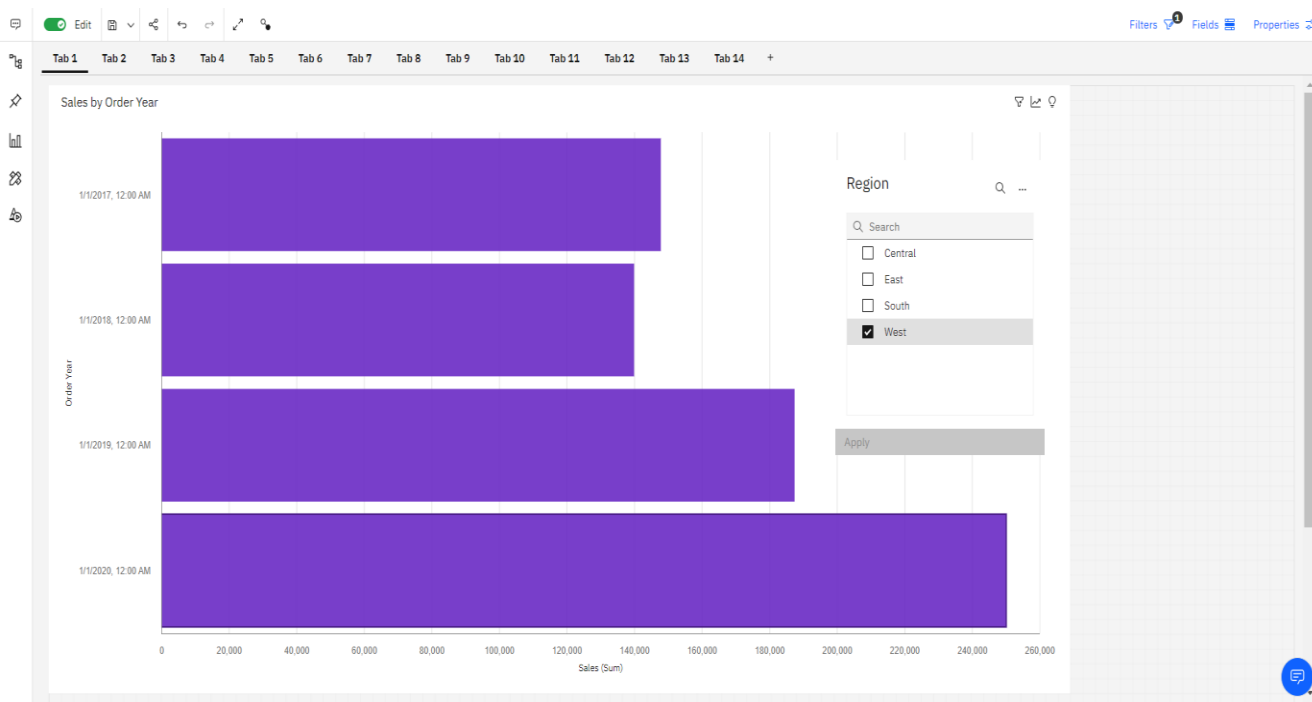 Edit
Filters 1 Fields Properties
Tab 1 Tab 2 Tab 3 Tab 4 Tab 5 Tab 6 Tab 7 Tab 8 Tab 9 Tab 10 Tab 11 Tab 12 Tab 13 Tab 14 +
Sales by Order Year
Order Year
1/1/2017, 12:00 AM
1/1/2018, 12:00 AM
1/1/2019, 12:00 AM
1/1/2020, 12:00 AM
Region
Search
Central
East
South
West
Apply
0 20,000 40,000 60,000 80,000 100,000 120,000 140,000 160,000 180,000 200,000 220,000 240,000 260,000
Sales (Sum)